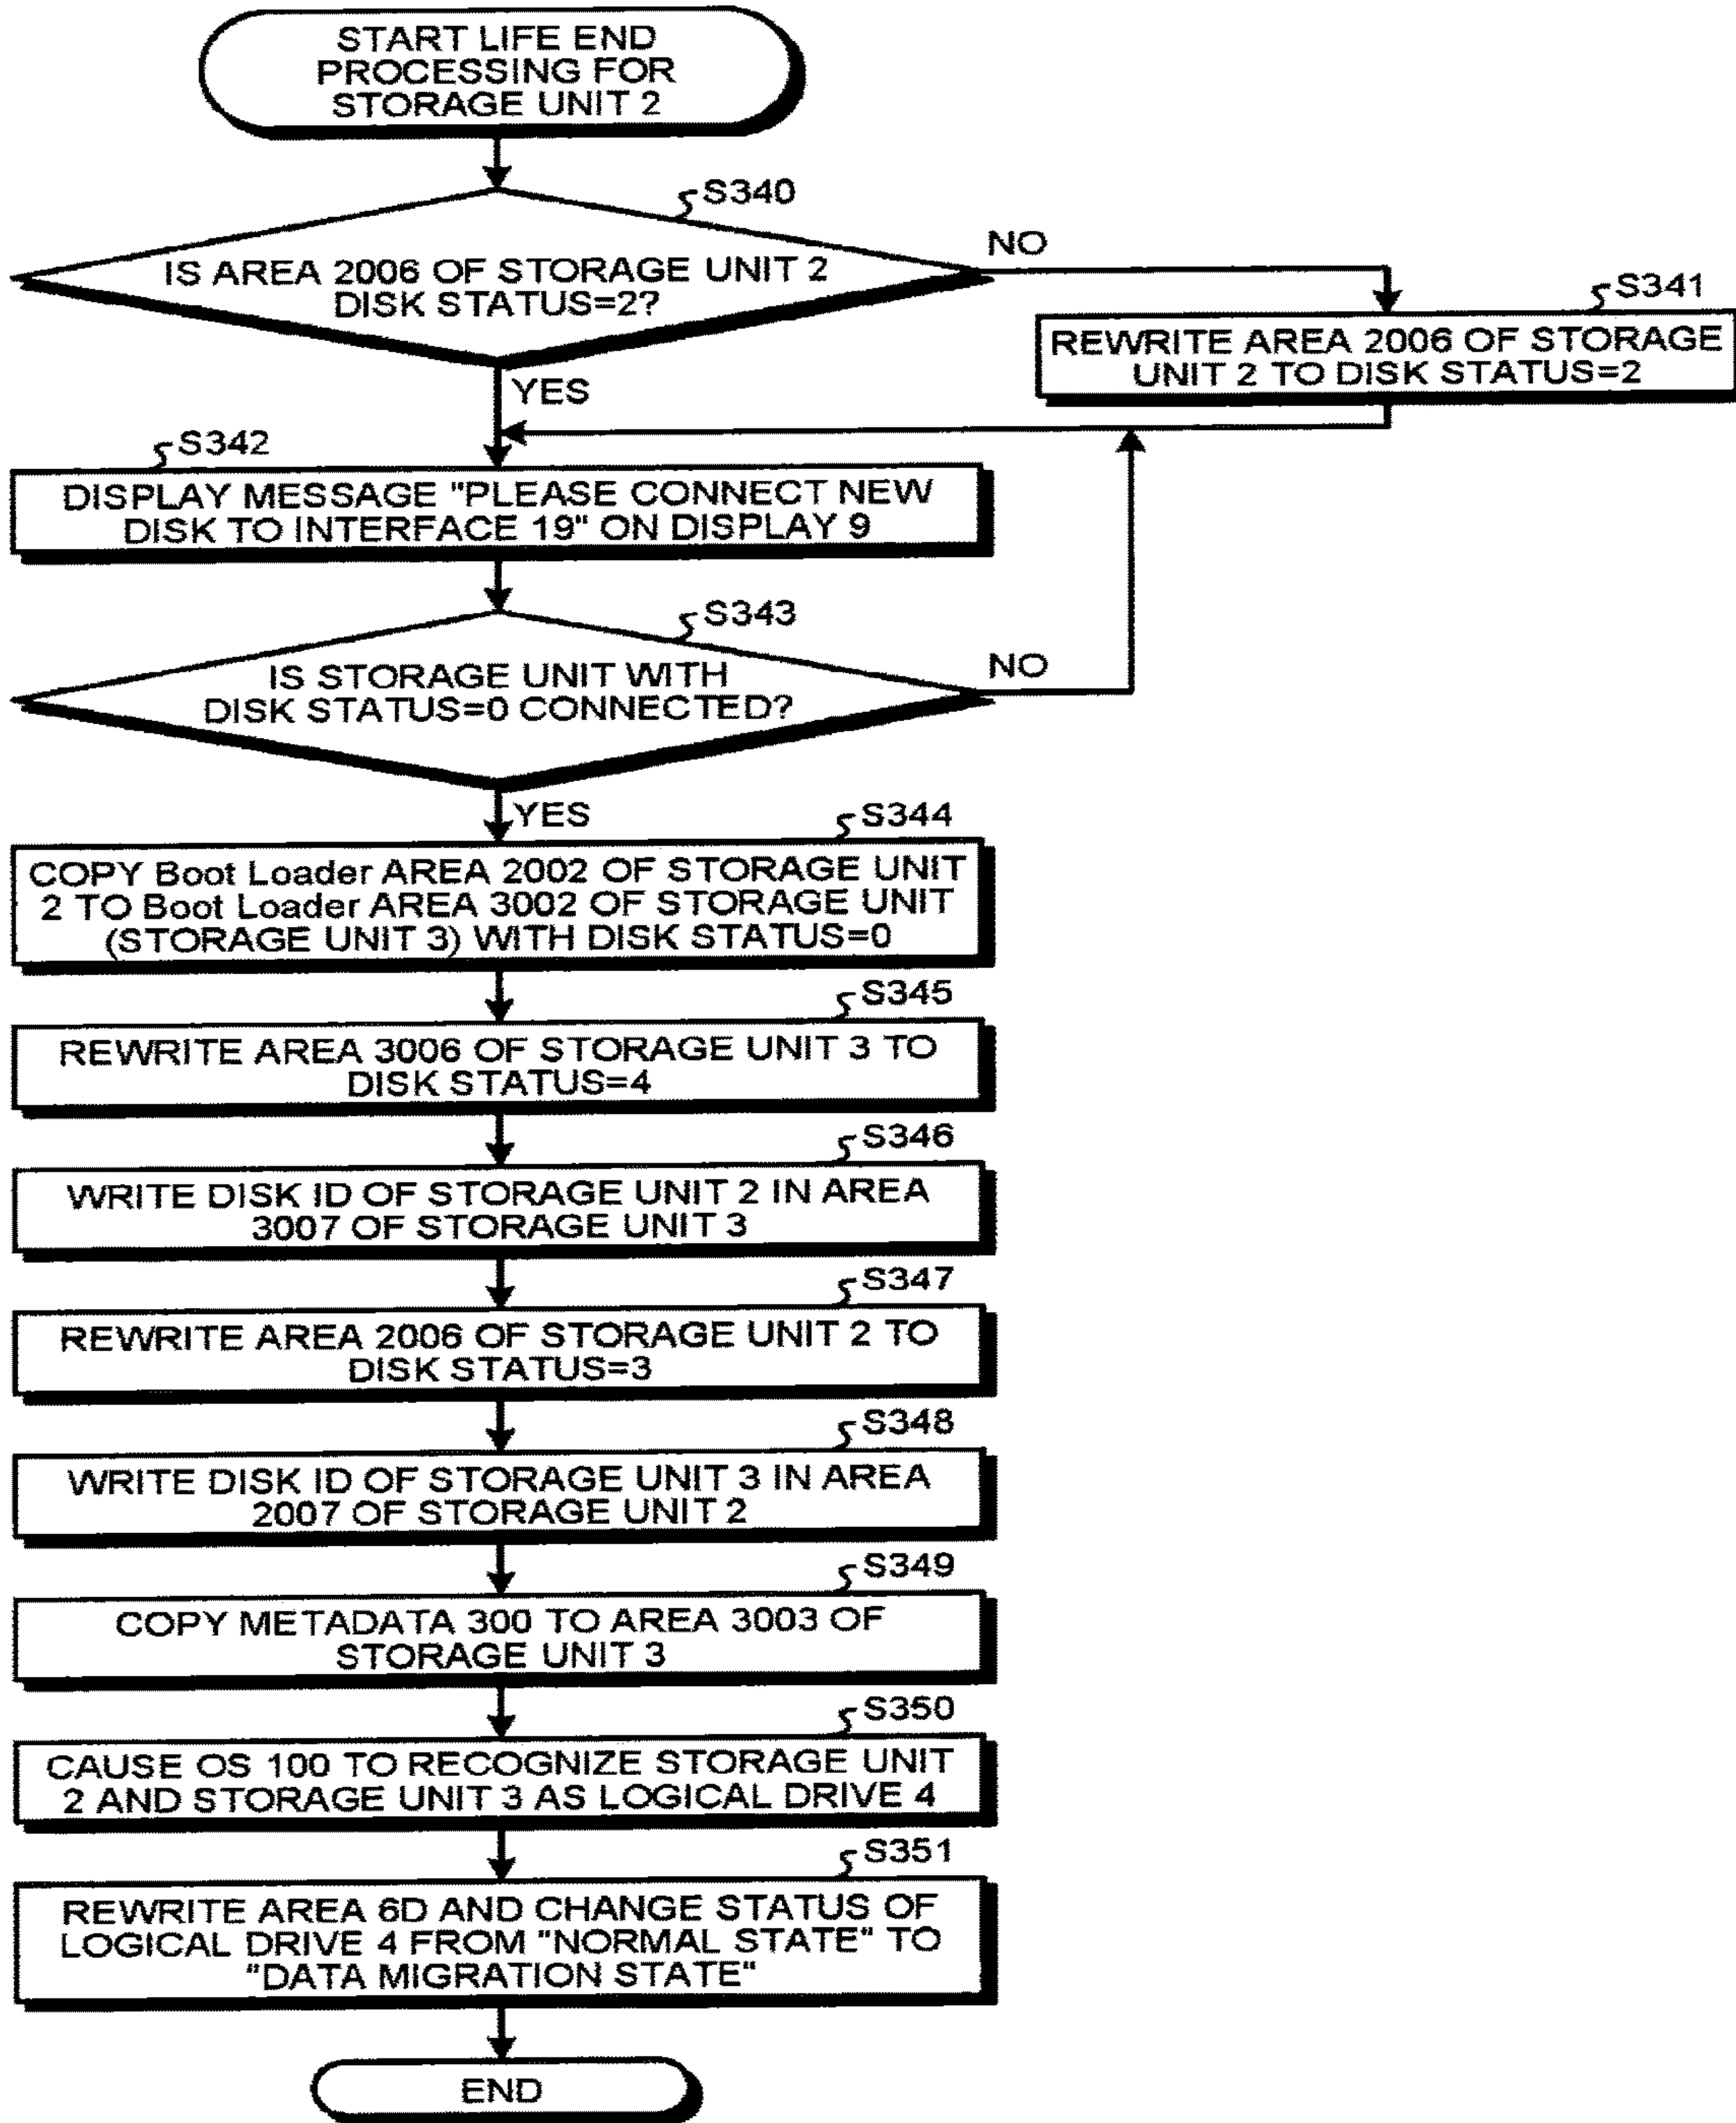 START LIFE END
PROCESSING FOR
STORAGE UNIT 2
S340
IS AREA 2006 OF STORAGE UNIT 2
DISK STATUS=2?
NO
S341
REWRITE AREA 2006 OF STORAGE
UNIT 2 TO DISK STATUS=2
YES
S342
DISPLAY MESSAGE "PLEASE CONNECT NEW
DISK TO INTERFACE 19" ON DISPLAY 9
S343
IS STORAGE UNIT WITH
DISK STATUS=0 CONNECTED?
NO
YES
S344
COPY Boot Loader AREA 2002 OF STORAGE UNIT
2 TO Boot Loader AREA 3002 OF STORAGE UNIT
(STORAGE UNIT 3) WITH DISK STATUS=0
S345
REWRITE AREA 3006 OF STORAGE UNIT 3 TO
DISK STATUS=4
S346
WRITE DISK ID OF STORAGE UNIT 2 IN AREA
3007 OF STORAGE UNIT 3
S347
REWRITE AREA 2006 OF STORAGE UNIT 2 TO
DISK STATUS=3
S348
WRITE DISK ID OF STORAGE UNIT 3 IN AREA
2007 OF STORAGE UNIT 2
S349
COPY METADATA 300 TO AREA 3003 OF
STORAGE UNIT 3
S350
CAUSE OS 100 TO RECOGNIZE STORAGE UNIT
2 AND STORAGE UNIT 3 AS LOGICAL DRIVE 4
S351
REWRITE AREA 6D AND CHANGE STATUS OF
LOGICAL DRIVE 4 FROM "NORMAL STATE" TO
"DATA MIGRATION STATE"
END